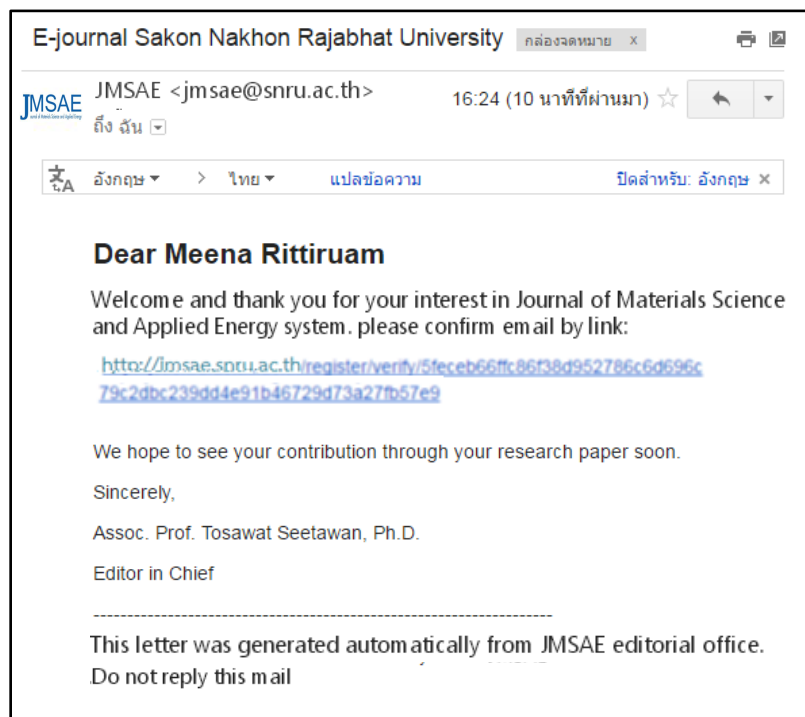 E-journal Sakon Nakhon Rajabhat University กล่องจดหมาย x
JMSAE
JMSAE <jmsae@snru.ac.th>
16:24 (10 นาทีที่ผ่านมา)
ถึง ฉัน
อังกฤษ > ไทย แปลข้อความ ปิดสำหรับ: อังกฤษ ×
Dear Meena Rittiruam
Welcome and thank you for your interest in Journal of Materials Science
and Applied Energy system. please confirm email by link:
http://jmsae.snru.ac.th/register/verify/5feceb66ffc86f38d952786c6d696c
79c2dbc239dd4e91b46729d73a27fb57e9
We hope to see your contribution through your research paper soon.
Sincerely,
Assoc. Prof. Tosawat Seetawan, Ph.D.
Editor in Chief
--------------------------------------------------------------------
This letter was generated automatically from JMSAE editorial office.
.Do not reply this mail